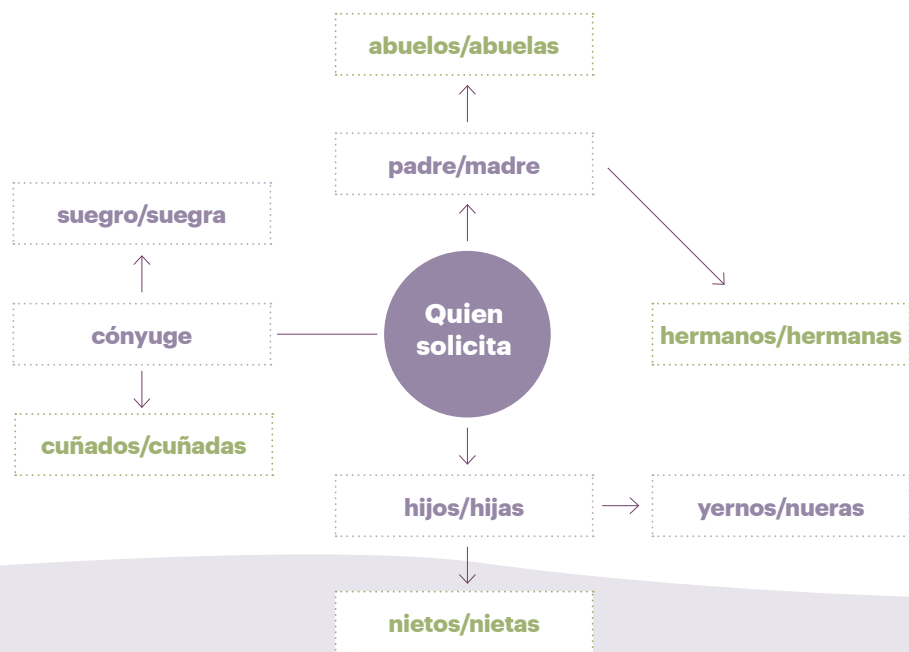 abuelos/abuelas
padre/madre
suegro/suegra
Quien
solicita
cónyuge
hermanos/hermanas
cuñados/cuñadas
hijos/hijas
yernos/nueras
nietos/nietas